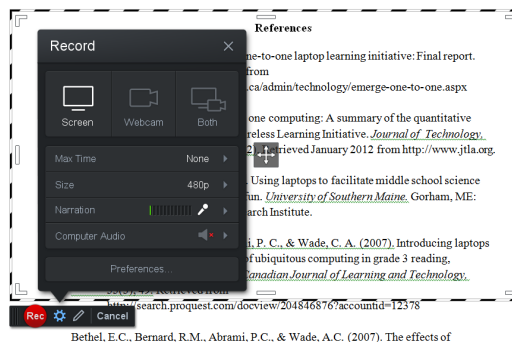 References
Record
ne-to-one laptop learning initiative: Final report.
from
.ca/admin/technology/emerge-one-to-one.aspx
Screen
Webcam
Both
one computing: A summary of the quantitative
reless Learning Initiative. Journal of Technology,
2). Retrieved January 2012 from http://www.jtla.org.
Max Time None
Size 480p
Narration
Computer Audio
Preferences...
. Using laptops to facilitate middle school science
fun. University of Southern Maine. Gorham, ME:
arch Institute.
i, P. C., & Wade, C. A. (2007). Introducing laptops
of ubiquitous computing in grade 3 reading,
Canadian Journal of Learning and Technology,
http://search.proquest.com/docview/204846876?accountid=12378
Rec Cancel
Bethel, E.C., Bernard, R.M., Abrami, P. C., & Wade, A.C. (2007). The effects of